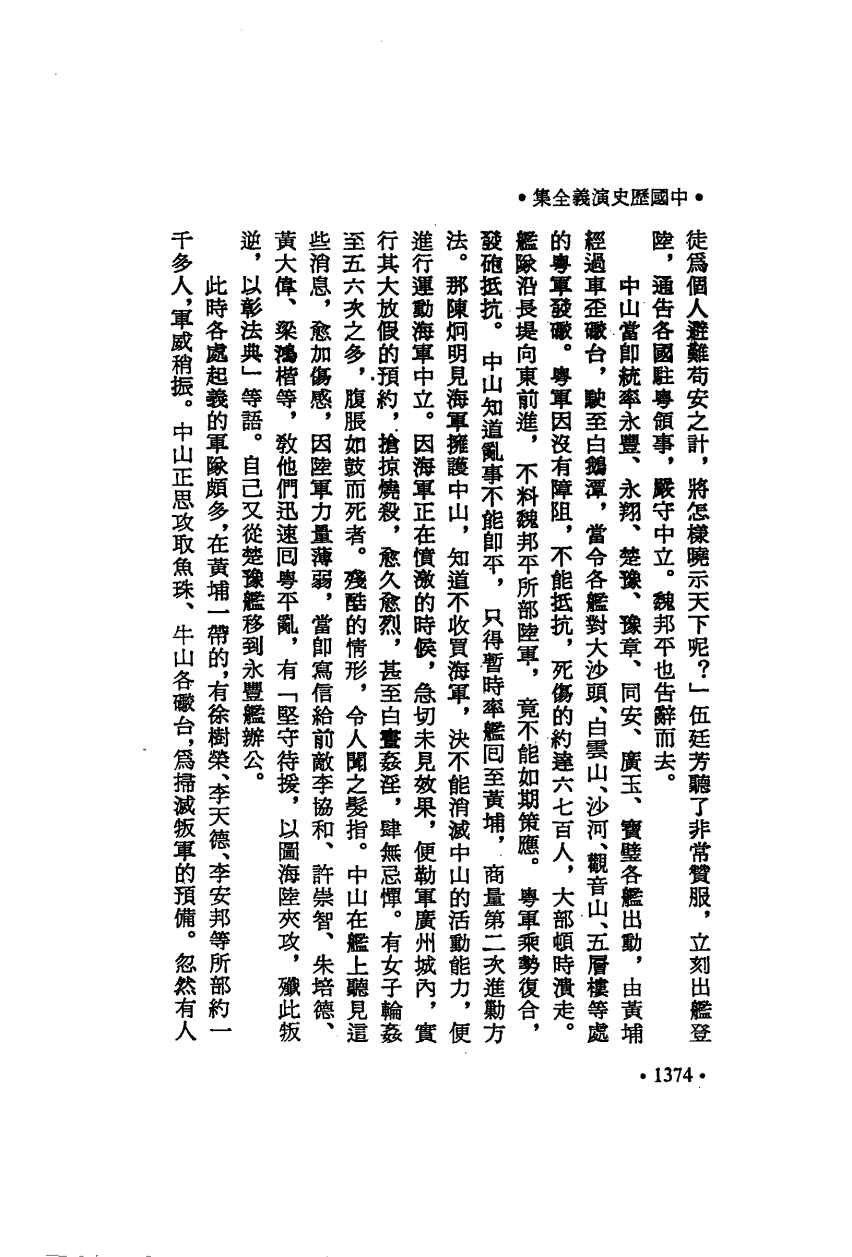 •中國歷史演義全集•
徒爲個人避難苟安之計，將怎樣曉示天下呢？」伍廷芳聽了非常贊服，立刻出艦登
陸，通告各國駐粵領事，嚴守中立。魏邦平也告辭而去。
中山當卽統率永豐、永翔、楚豫、豫章、同安、廣玉、寶璧各艦出動，由黃埔
經過車歪礮台，駛至白鵝潭，當令各艦對大沙頭、白雲山、沙河、觀音山、五層樓等處
的粵軍發礮。粵軍因沒有障阻，不能抵抗，死傷的約達六七百人，大部頓時潰走。
艦隊沿長堤向東前進，不料魏邦平所部陸軍，竟不能如期策應。粵軍乘勢復合，
發砲抵抗。中山知道亂事不能卽平，只得暫時率艦囘至黃埔，商量第二次進勦方
法。那陳炯明見海軍擁護中山，知道不收買海軍，決不能消滅中山的活動能力，便
進行運動海軍中立。因海軍正在憤激的時候，急切未見效果，便勒軍廣州城內，實
行其大放假的預約，搶掠燒殺，愈久愈烈，甚至白晝姦淫，肆無忌憚。有女子輪姦
至五六次之多，腹脹如鼓而死者。殘酷的情形，令人聞之髮指。中山在艦上聽見這
些消息，愈加傷感，因陸軍力量薄弱，當卽寫信給前敵李協和、許崇智、朱培德、
黃大偉、梁鴻楷等，敎他們迅速囘粵平亂，有「堅守待援，以圖海陸夾攻，殲此叛
逆，以彰法典」等語。自己又從楚豫艦移到永豐艦辦公。
此時各處起義的軍隊頗多，在黃埔一帶的，有徐樹榮、李天德、李安邦等所部約一
千多人，軍威稍振。中山正思攻取魚珠、牛山各礮台，爲掃滅叛軍的預備。忽然有人
•1374•